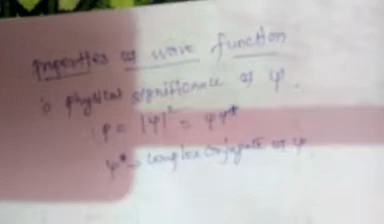 properties of wave function
i) physical significance of ψ.
P = |ψ|² = ψψ*
ψ* → complex conjugate of ψ